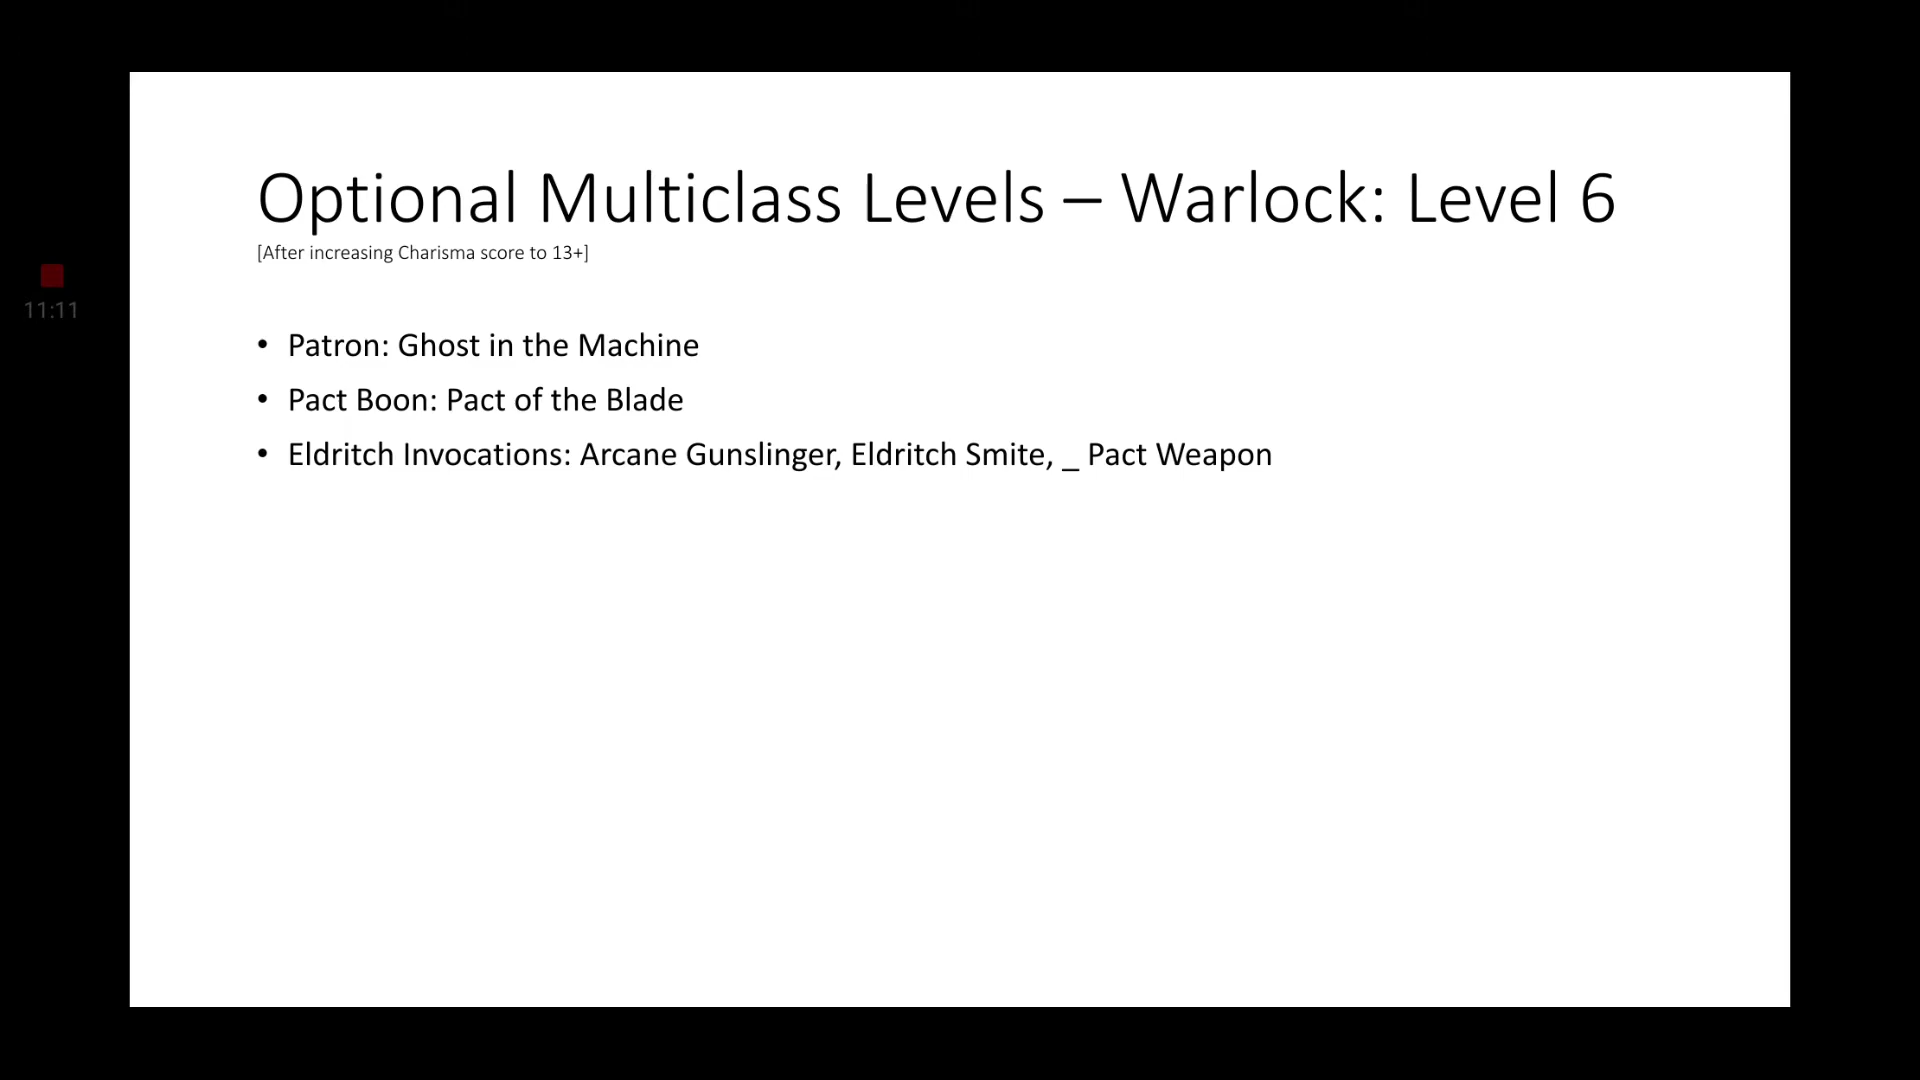 Optional Multiclass Levels – Warlock: Level 6
[After increasing Charisma score to 13+]
11:11
• Patron: Ghost in the Machine
• Pact Boon: Pact of the Blade
• Eldritch Invocations: Arcane Gunslinger, Eldritch Smite, _ Pact Weapon